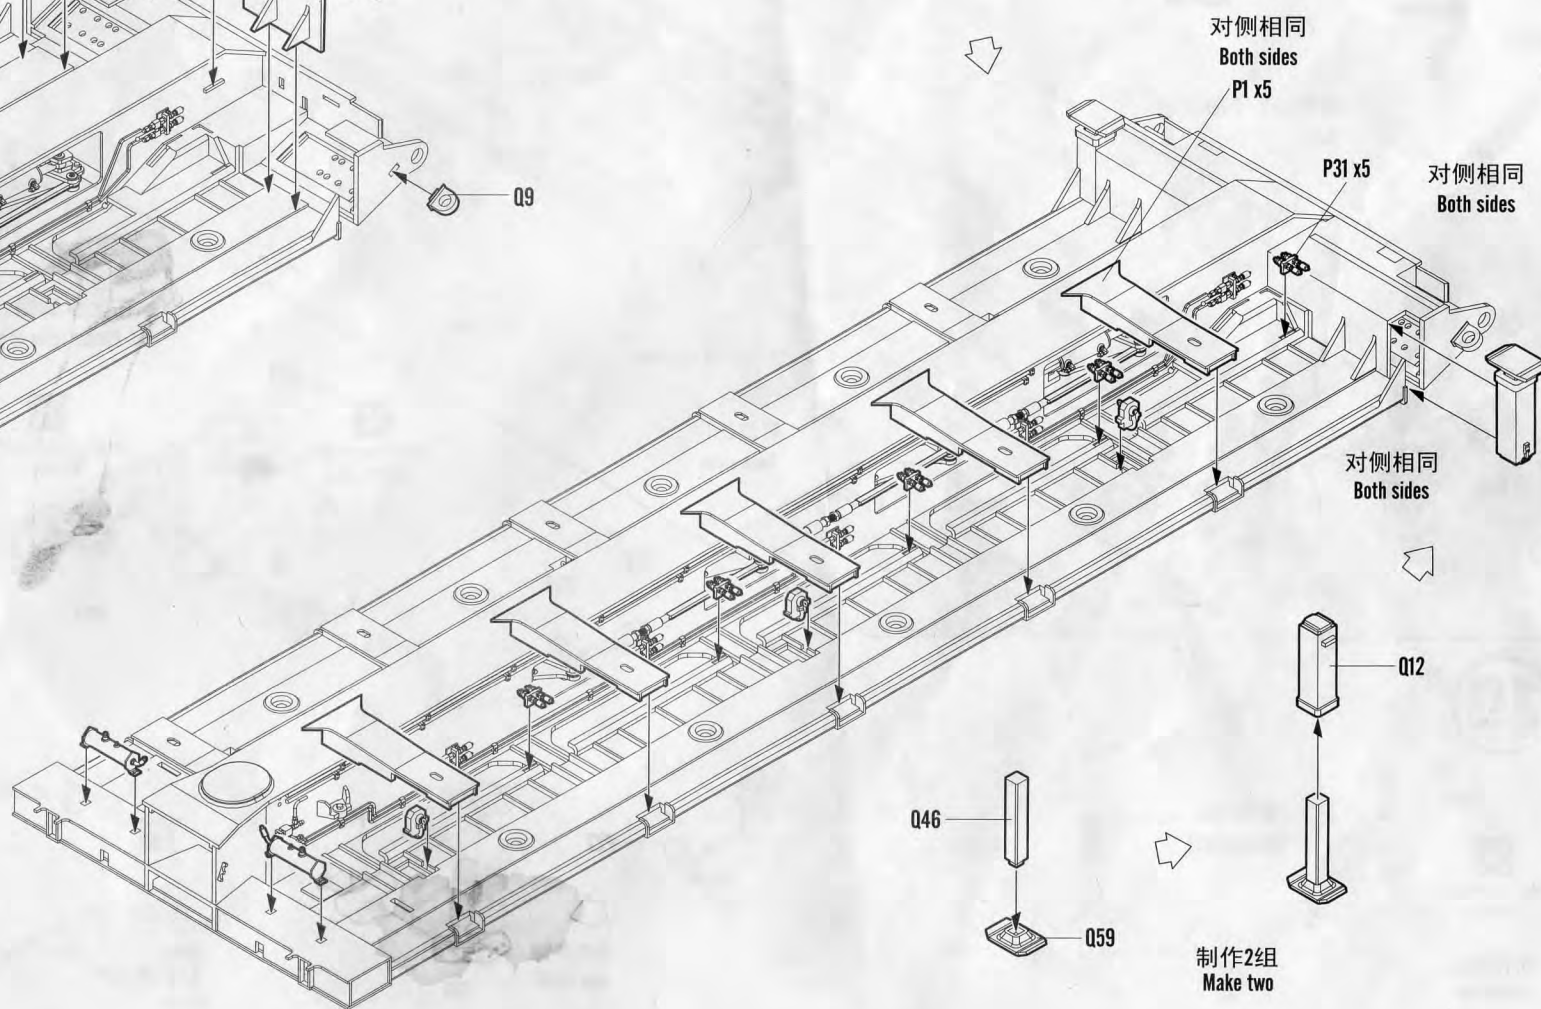 对侧相同
Both sides
P1 x5
P31 x5
对侧相同
Both sides
Q9
对侧相同
Both sides
Q12
Q46
Q59
制作2组
Make two